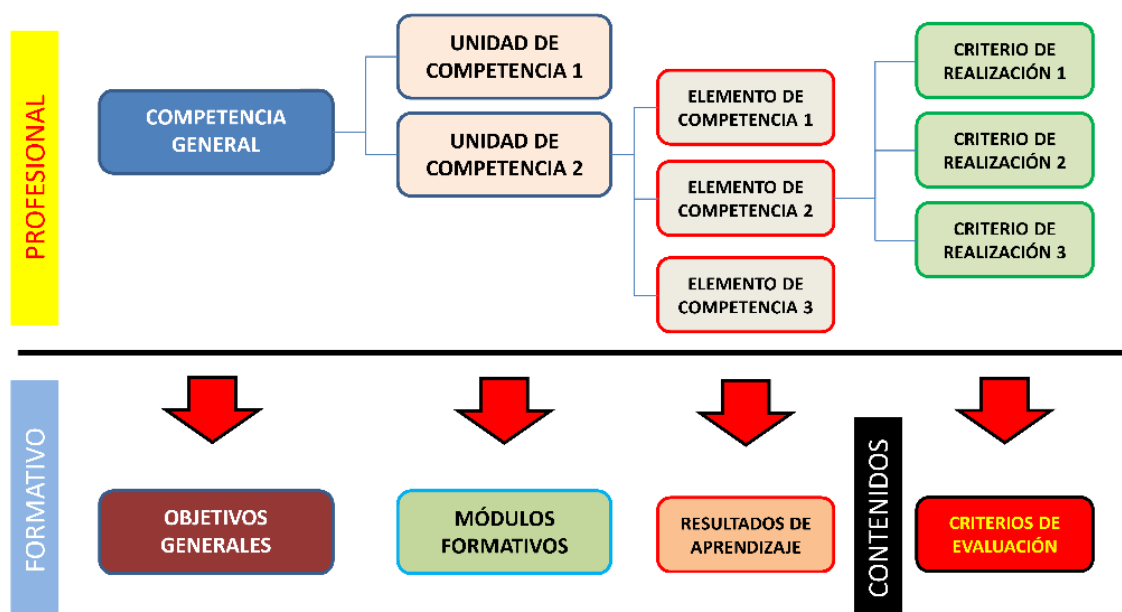 PROFESIONAL
COMPETENCIA
GENERAL
UNIDAD DE
COMPETENCIA 1
UNIDAD DE
COMPETENCIA 2
ELEMENTO DE
COMPETENCIA 1
ELEMENTO DE
COMPETENCIA 2
ELEMENTO DE
COMPETENCIA 3
CRITERIO DE
REALIZACIÓN 1
CRITERIO DE
REALIZACIÓN 2
CRITERIO DE
REALIZACIÓN 3
FORMATIVO
OBJETIVOS
GENERALES
MÓDULOS
FORMATIVOS
RESULTADOS DE
APRENDIZAJE
CONTENIDOS
CRITERIOS DE
EVALUACIÓN